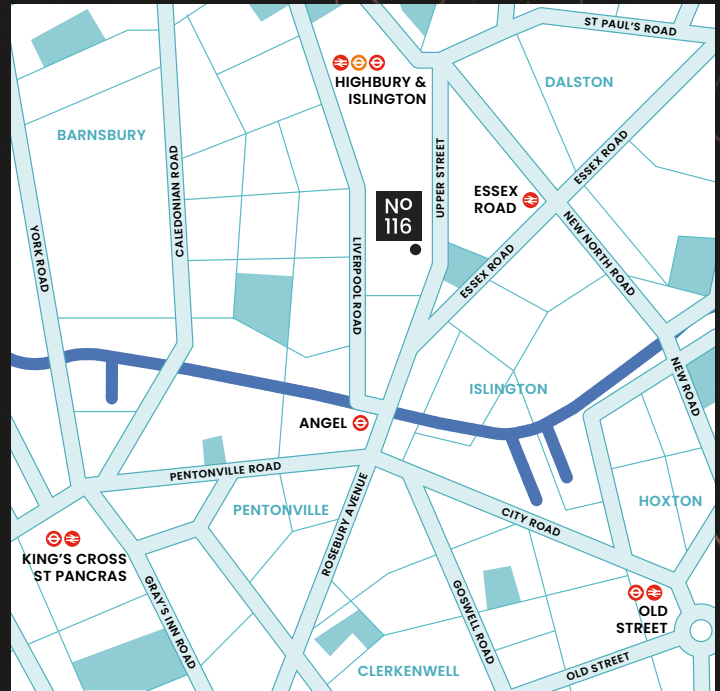 ST PAUL'S ROAD
HIGHBURY &
ISLINGTON
DALSTON
BARNSBURY
CALEDONIAN ROAD
UPPER STREET
ESSEX ROAD
ESSEX
ROAD
No
116
YORK ROAD
LIVERPOOL ROAD
ESSEX ROAD
NEW NORTH ROAD
NEW ROAD
ISLINGTON
ANGEL
PENTONVILLE ROAD
PENTONVILLE
ROSEBURY AVENUE
CITY ROAD
HOXTON
KING'S CROSS
ST PANCRAS
GRAY'S INN ROAD
GOSWELL ROAD
OLD
STREET
CLERKENWELL
OLD STREET